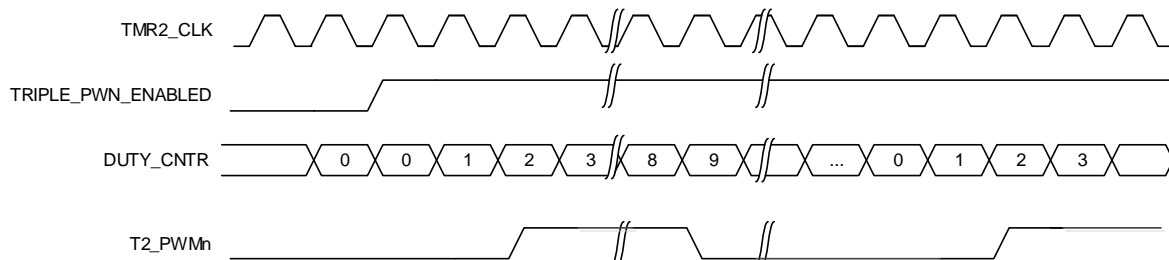 TMR2_CLK
TRIPLE_PWN_ENABLED
DUTY_CNTR 0 0 1 2 3 8 9 ... 0 1 2 3
T2_PWMn